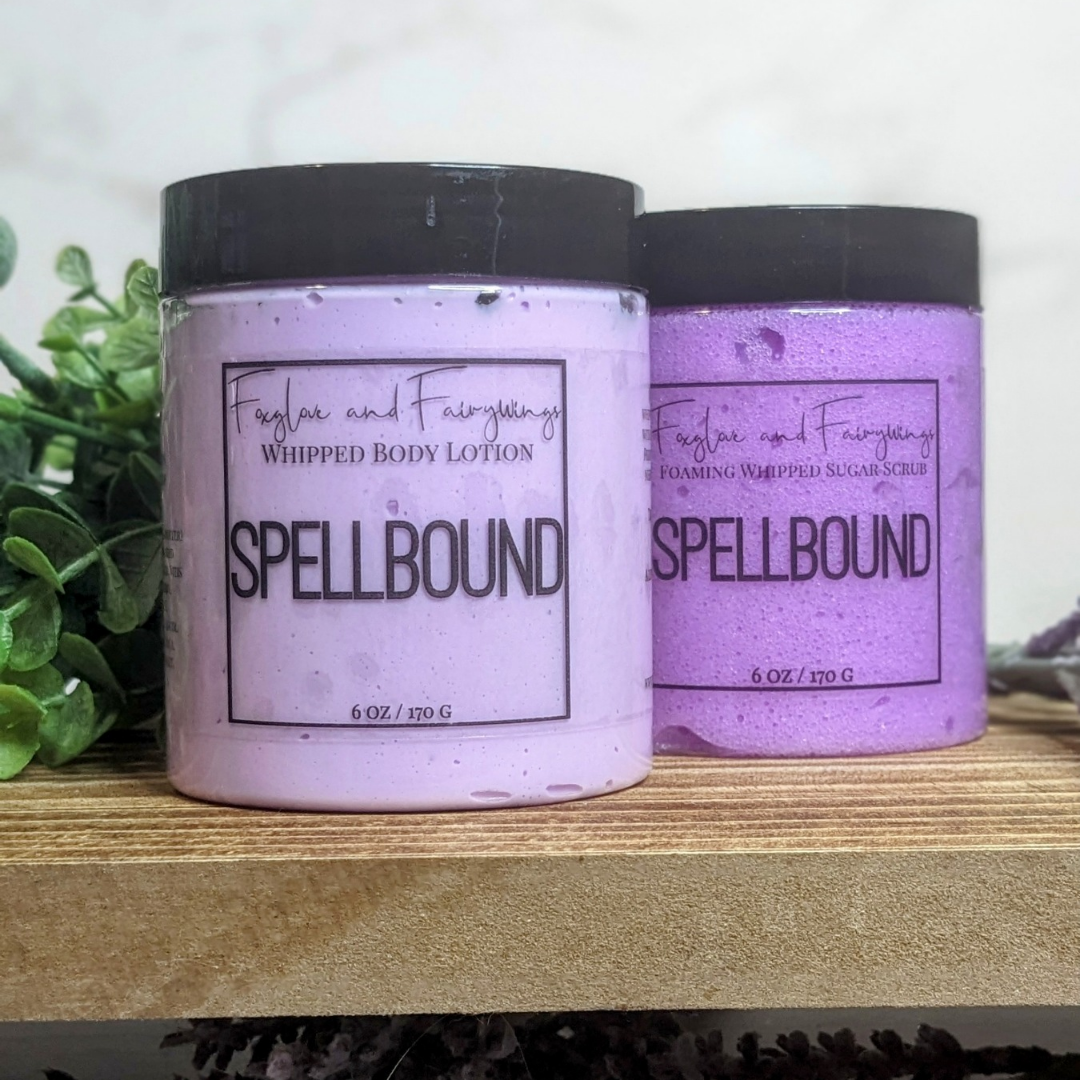 Foxglove and Fairywings
WHIPPED BODY LOTION
SPELLBOUND
6 OZ / 170 G
Foxglove and Fairywings
FOAMING WHIPPED SUGAR SCRUB
SPELLBOUND
6 OZ / 170 G